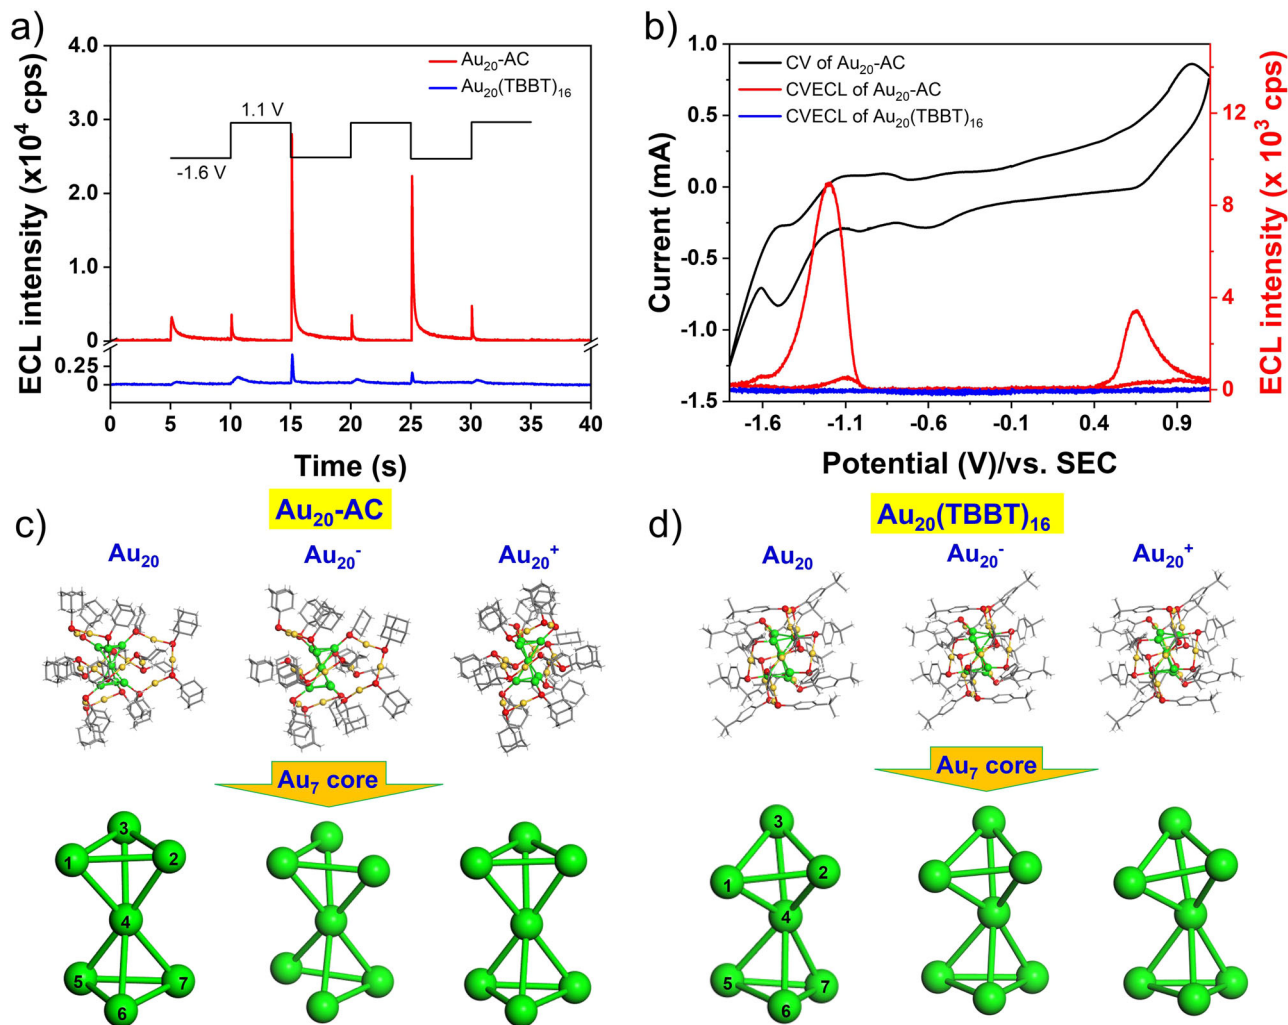 a)
ECL intensity (x10⁴ cps)
4.0
3.0
2.0
1.0
0
0.25
0
Au₂₀-AC
Au₂₀(TBBT)₁₆
1.1 V
-1.6 V
0 5 10 15 20 25 30 35 40
Time (s)
b)
Current (mA)
1.0
0.5
0.0
-0.5
-1.0
-1.5
CV of Au₂₀-AC
CVECL of Au₂₀-AC
CVECL of Au₂₀(TBBT)₁₆
12
9
6
3
0
ECL intensity (x 10³ cps)
-1.6 -1.1 -0.6 -0.1 0.4 0.9
Potential (V)/vs. SEC
c)
Au₂₀-AC
Au₂₀ Au₂₀⁻ Au₂₀⁺
Au₇ core
3
1 2
4
5 7
6
d)
Au₂₀(TBBT)₁₆
Au₂₀ Au₂₀⁻ Au₂₀⁺
Au₇ core
3
1 2
4
5 7
6